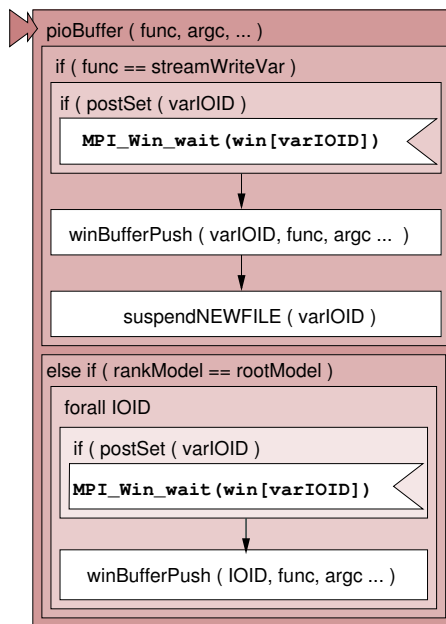 pioBuffer ( func, argc, ... )
if ( func == streamWriteVar )
if ( postSet ( varIOID )
MPI_Win_wait(win[varIOID])
winBufferPush ( varIOID, func, argc ... )
suspendNEWFILE ( varIOID )
else if ( rankModel == rootModel )
forall IOID
if ( postSet ( varIOID )
MPI_Win_wait(win[varIOID])
winBufferPush ( IOID, func, argc ... )